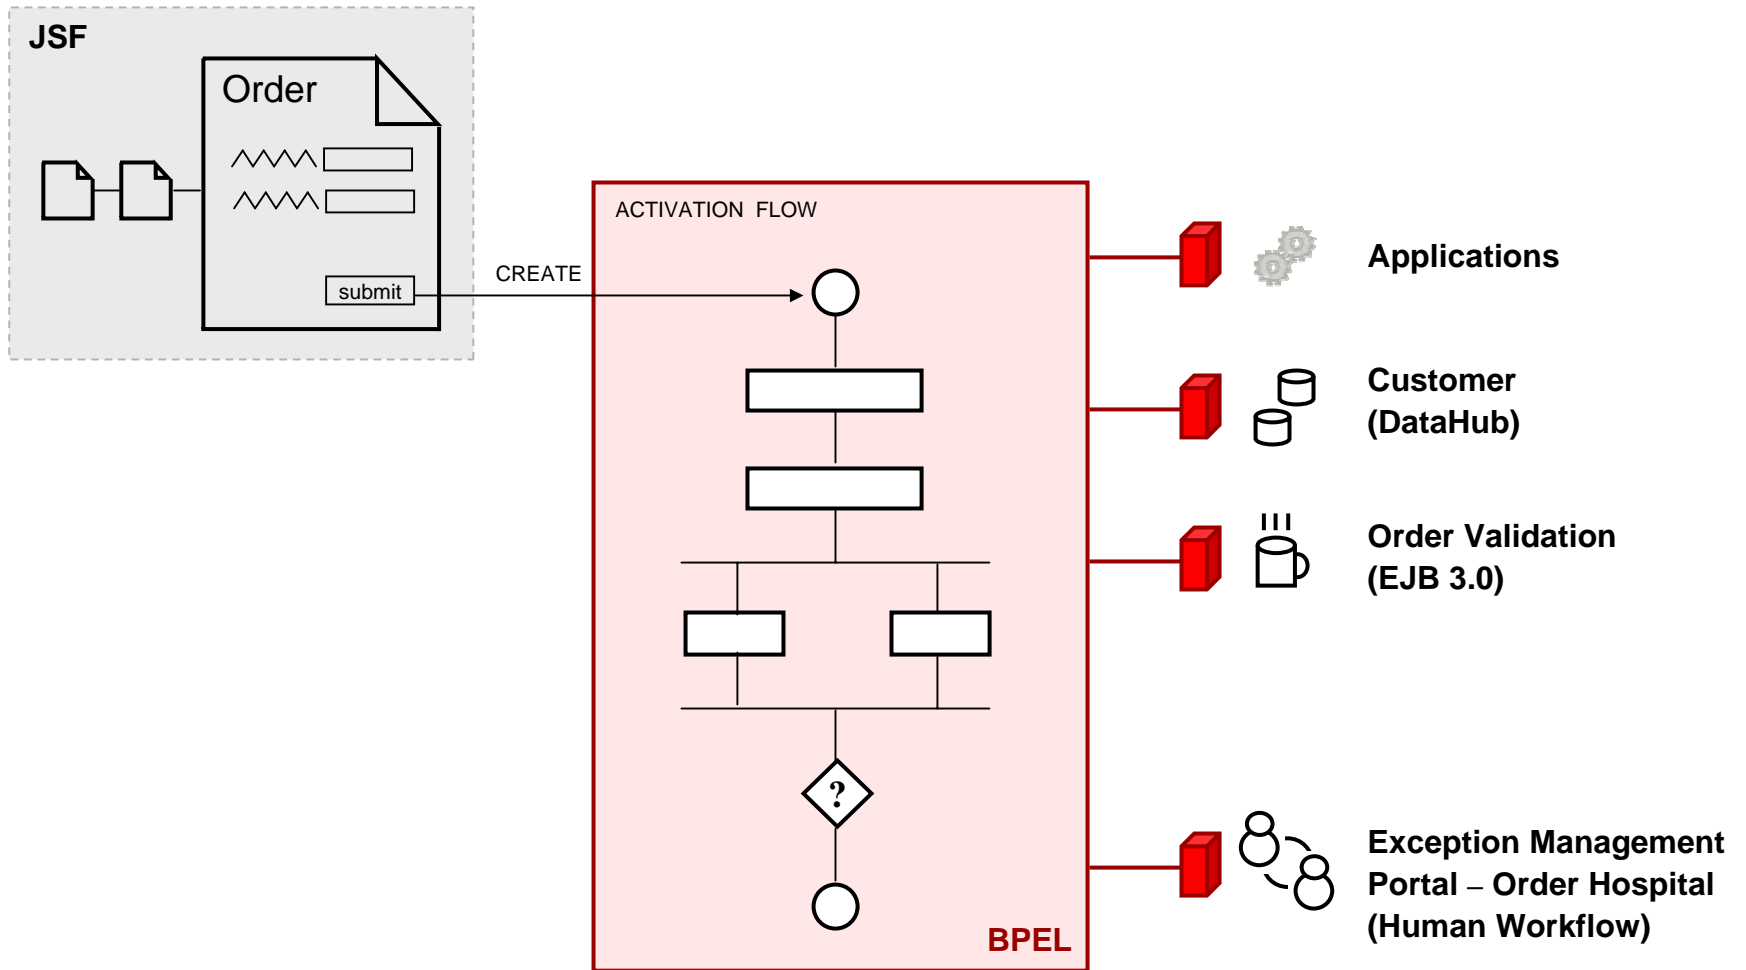 JSF
Order
submit
CREATE
ACTIVATION FLOW
?
BPEL
Applications
Customer
(DataHub)
Order Validation
(EJB 3.0)
Exception Management
Portal – Order Hospital
(Human Workflow)